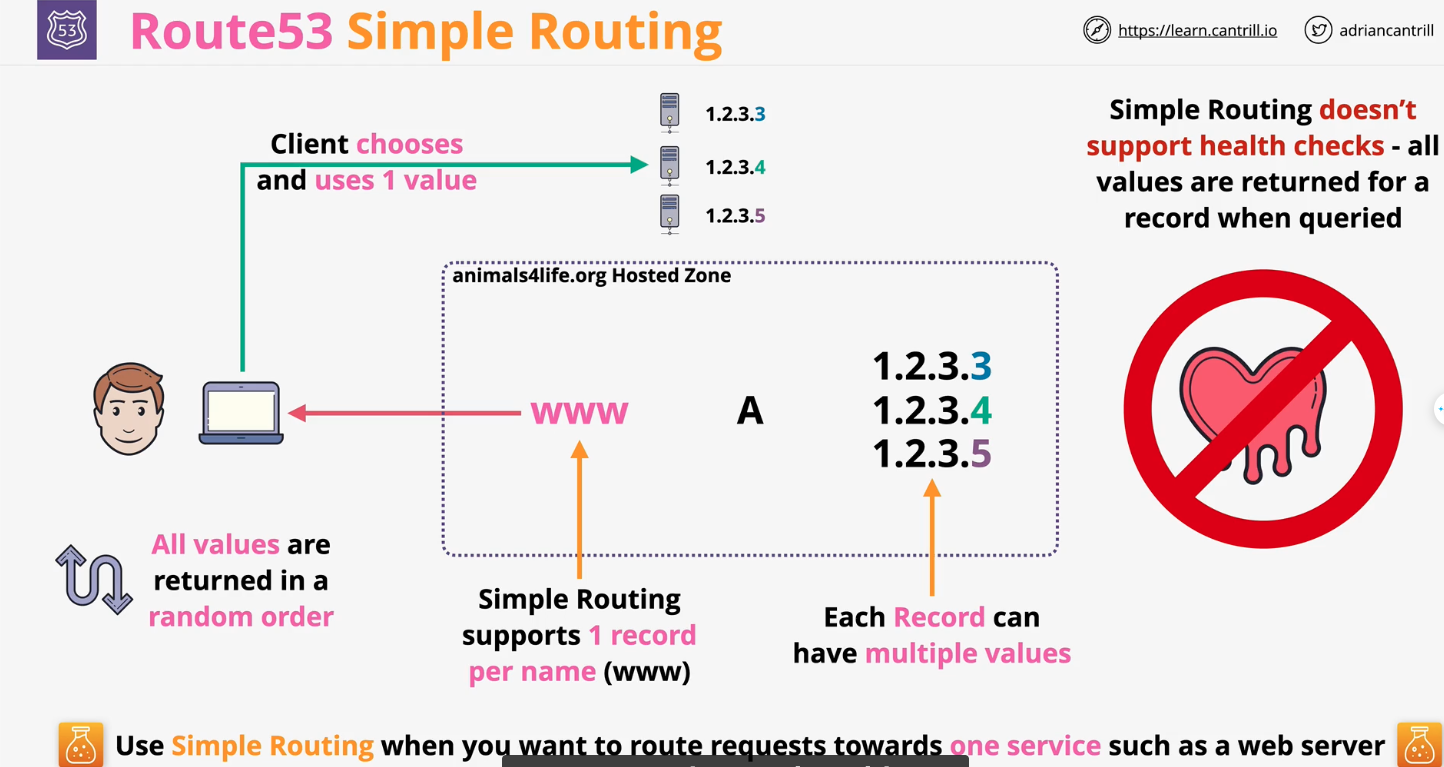 53
Route53 Simple Routing
https://learn.cantrill.io
adriancantrill
Client chooses
and uses 1 value
1.2.3.3
1.2.3.4
1.2.3.5
Simple Routing doesn't
support health checks - all
values are returned for a
record when queried
animals4life.org Hosted Zone
www
A
1.2.3.3
1.2.3.4
1.2.3.5
All values are
returned in a
random order
Simple Routing
supports 1 record
per name (www)
Each Record can
have multiple values
Use Simple Routing when you want to route requests towards one service such as a web server